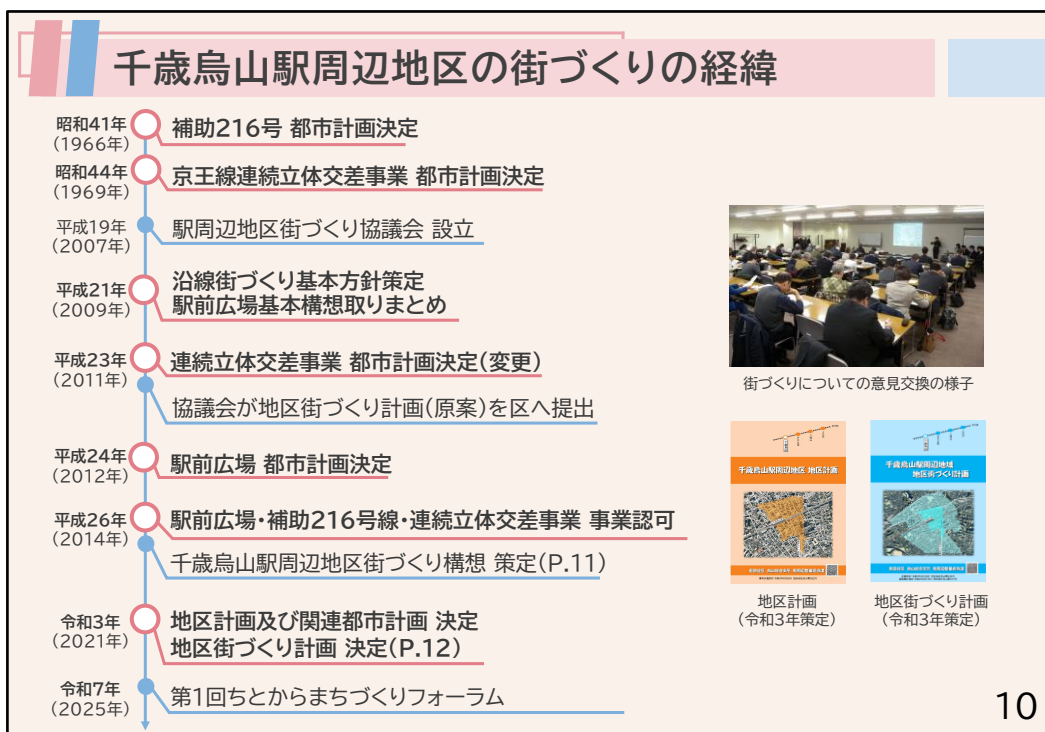 千歳烏山駅周辺地区の街づくりの経緯
昭和41年
(1966年)
補助216号 都市計画決定
昭和44年
(1969年)
京王線連続立体交差事業 都市計画決定
平成19年
(2007年)
駅周辺地区街づくり協議会 設立
平成21年
(2009年)
沿線街づくり基本方針策定
駅前広場基本構想取りまとめ
平成23年
(2011年)
連続立体交差事業 都市計画決定(変更)
協議会が地区街づくり計画(原案)を区へ提出
平成24年
(2012年)
駅前広場 都市計画決定
平成26年
(2014年)
駅前広場・補助216号線・連続立体交差事業 事業認可
千歳烏山駅周辺地区街づくり構想 策定(P.11)
令和3年
(2021年)
地区計画及び関連都市計画 決定
地区街づくり計画 決定(P.12)
令和7年
(2025年)
第1回ちとからまちづくりフォーラム
街づくりについての意見交換の様子
千歳烏山駅周辺地区 地区計画
千歳烏山駅周辺地域
地区街づくり計画
地区計画
(令和3年策定)
地区街づくり計画
(令和3年策定)
10